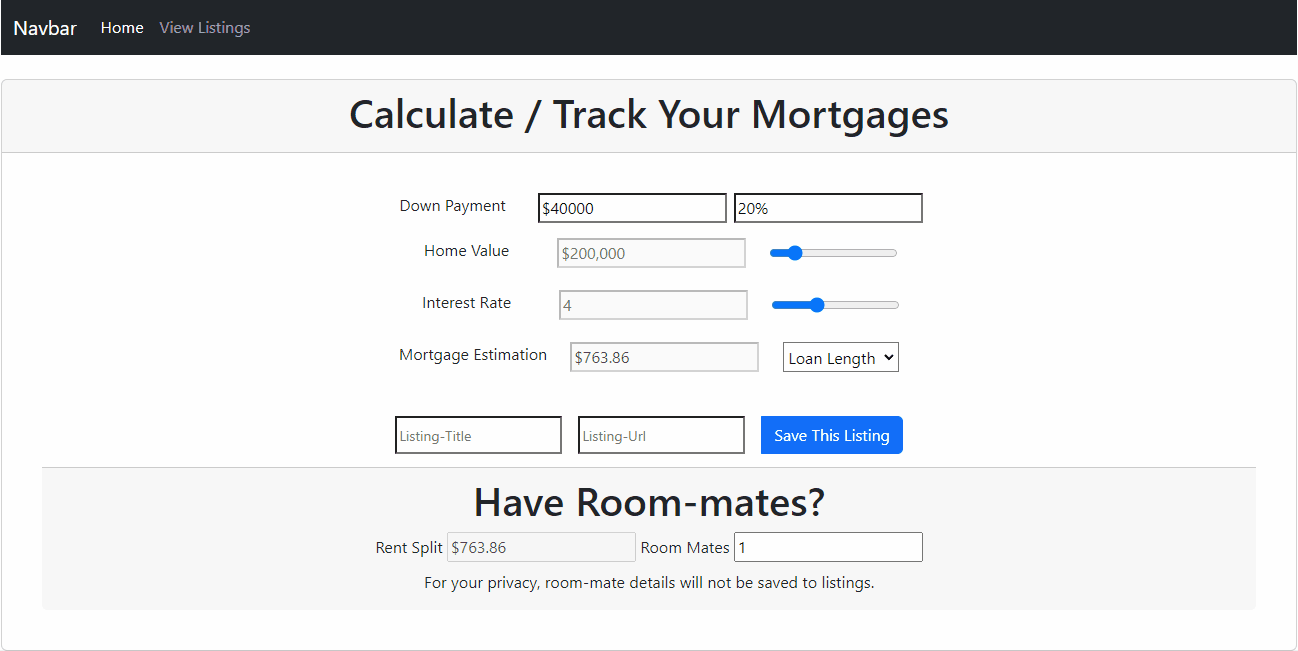 Navbar Home View Listings
Calculate / Track Your Mortgages
Down Payment $40000 20%
Home Value $200,000
Interest Rate 4
Mortgage Estimation $763.86 Loan Length
Listing-Title Listing-Url Save This Listing
Have Room-mates?
Rent Split $763.86 Room Mates 1
For your privacy, room-mate details will not be saved to listings.